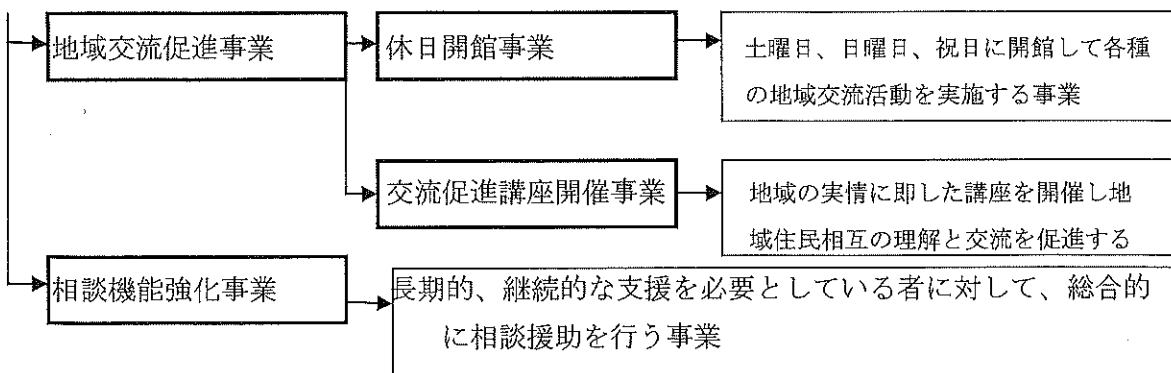 地域交流促進事業
休日開館事業
土曜日、日曜日、祝日に開館して各種
の地域交流活動を実施する事業
交流促進講座開催事業
地域の実情に即した講座を開催し地
域住民相互の理解と交流を促進する
相談機能強化事業
長期的、継続的な支援を必要としている者に対して、総合的
に相談援助を行う事業